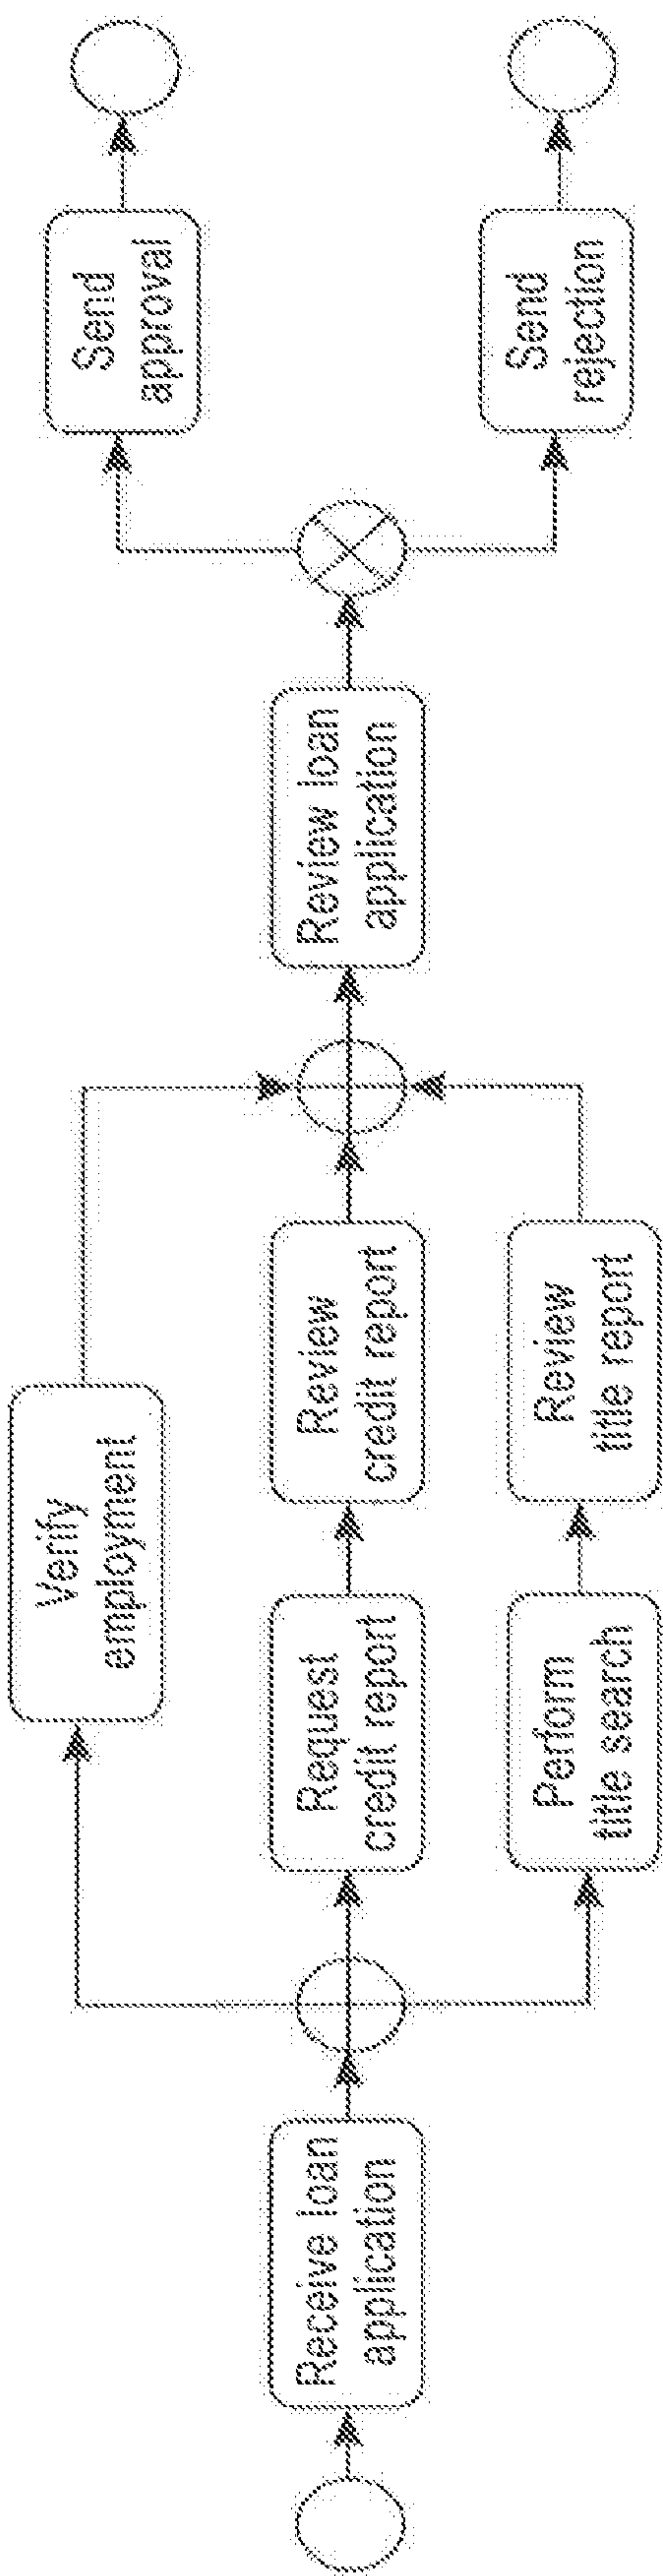 Receive loan
application
Verify
employment
Request
credit report
Review
credit report
Perform
title search
Review
title report
Review loan
application
Send
approval
Send
rejection